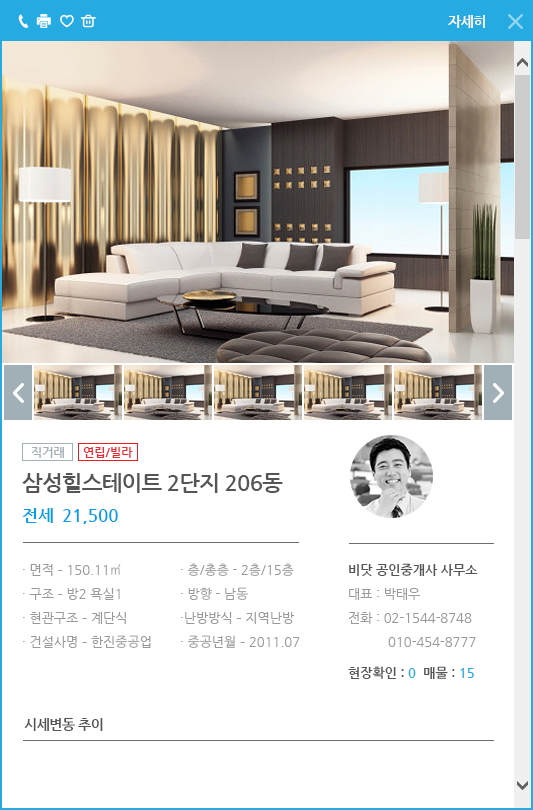 자세히
직거래 연립/빌라
삼성힐스테이트 2단지 206동
전세 21,500
· 면적 – 150.11㎡
· 층/총층 - 2층/15층
· 구조 – 방2 욕실1
· 방향 – 남동
· 현관구조 – 계단식
·난방방식 – 지역난방
· 건설사명 – 한진중공업
· 중공년월 – 2011.07
비닷 공인중개사 사무소
대표 : 박태우
전화 : 02-1544-8748
010-454-8777
현장확인 : 0 매물 : 15
시세변동 추이